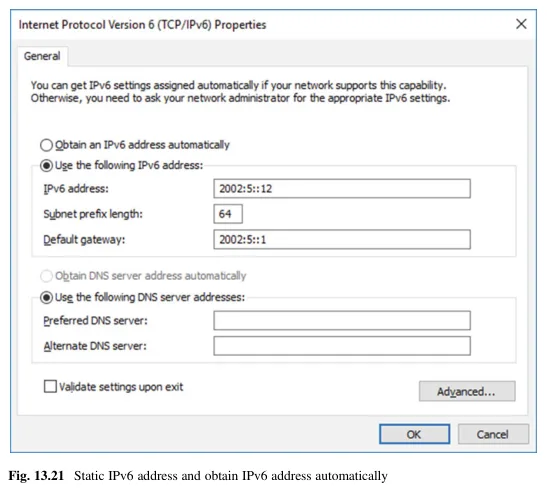 Internet Protocol Version 6 (TCP/IPv6) Properties
General
You can get IPv6 settings assigned automatically if your network supports this capability.
Otherwise, you need to ask your network administrator for the appropriate IPv6 settings.
Obtain an IPv6 address automatically
Use the following IPv6 address:
IPv6 address: 2002:5::12
Subnet prefix length: 64
Default gateway: 2002:5::1
Obtain DNS server address automatically
Use the following DNS server addresses:
Preferred DNS server:
Alternate DNS server:
Validate settings upon exit
Advanced...
OK Cancel
Fig. 13.21 Static IPv6 address and obtain IPv6 address automatically